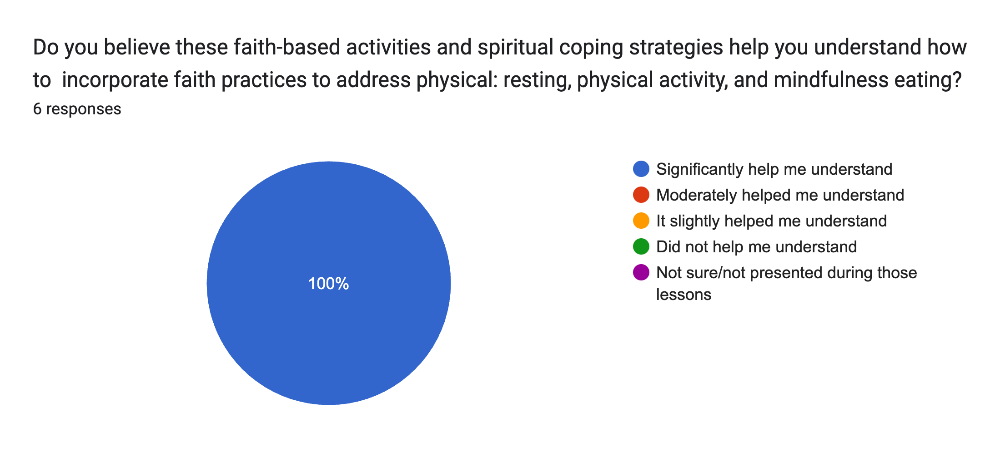 Do you believe these faith-based activities and spiritual coping strategies help you understand how
to  incorporate faith practices to address physical: resting, physical activity, and mindfulness eating?
6 responses
100%
Significantly help me understand
Moderately helped me understand
It slightly helped me understand
Did not help me understand
Not sure/not presented during those
lessons